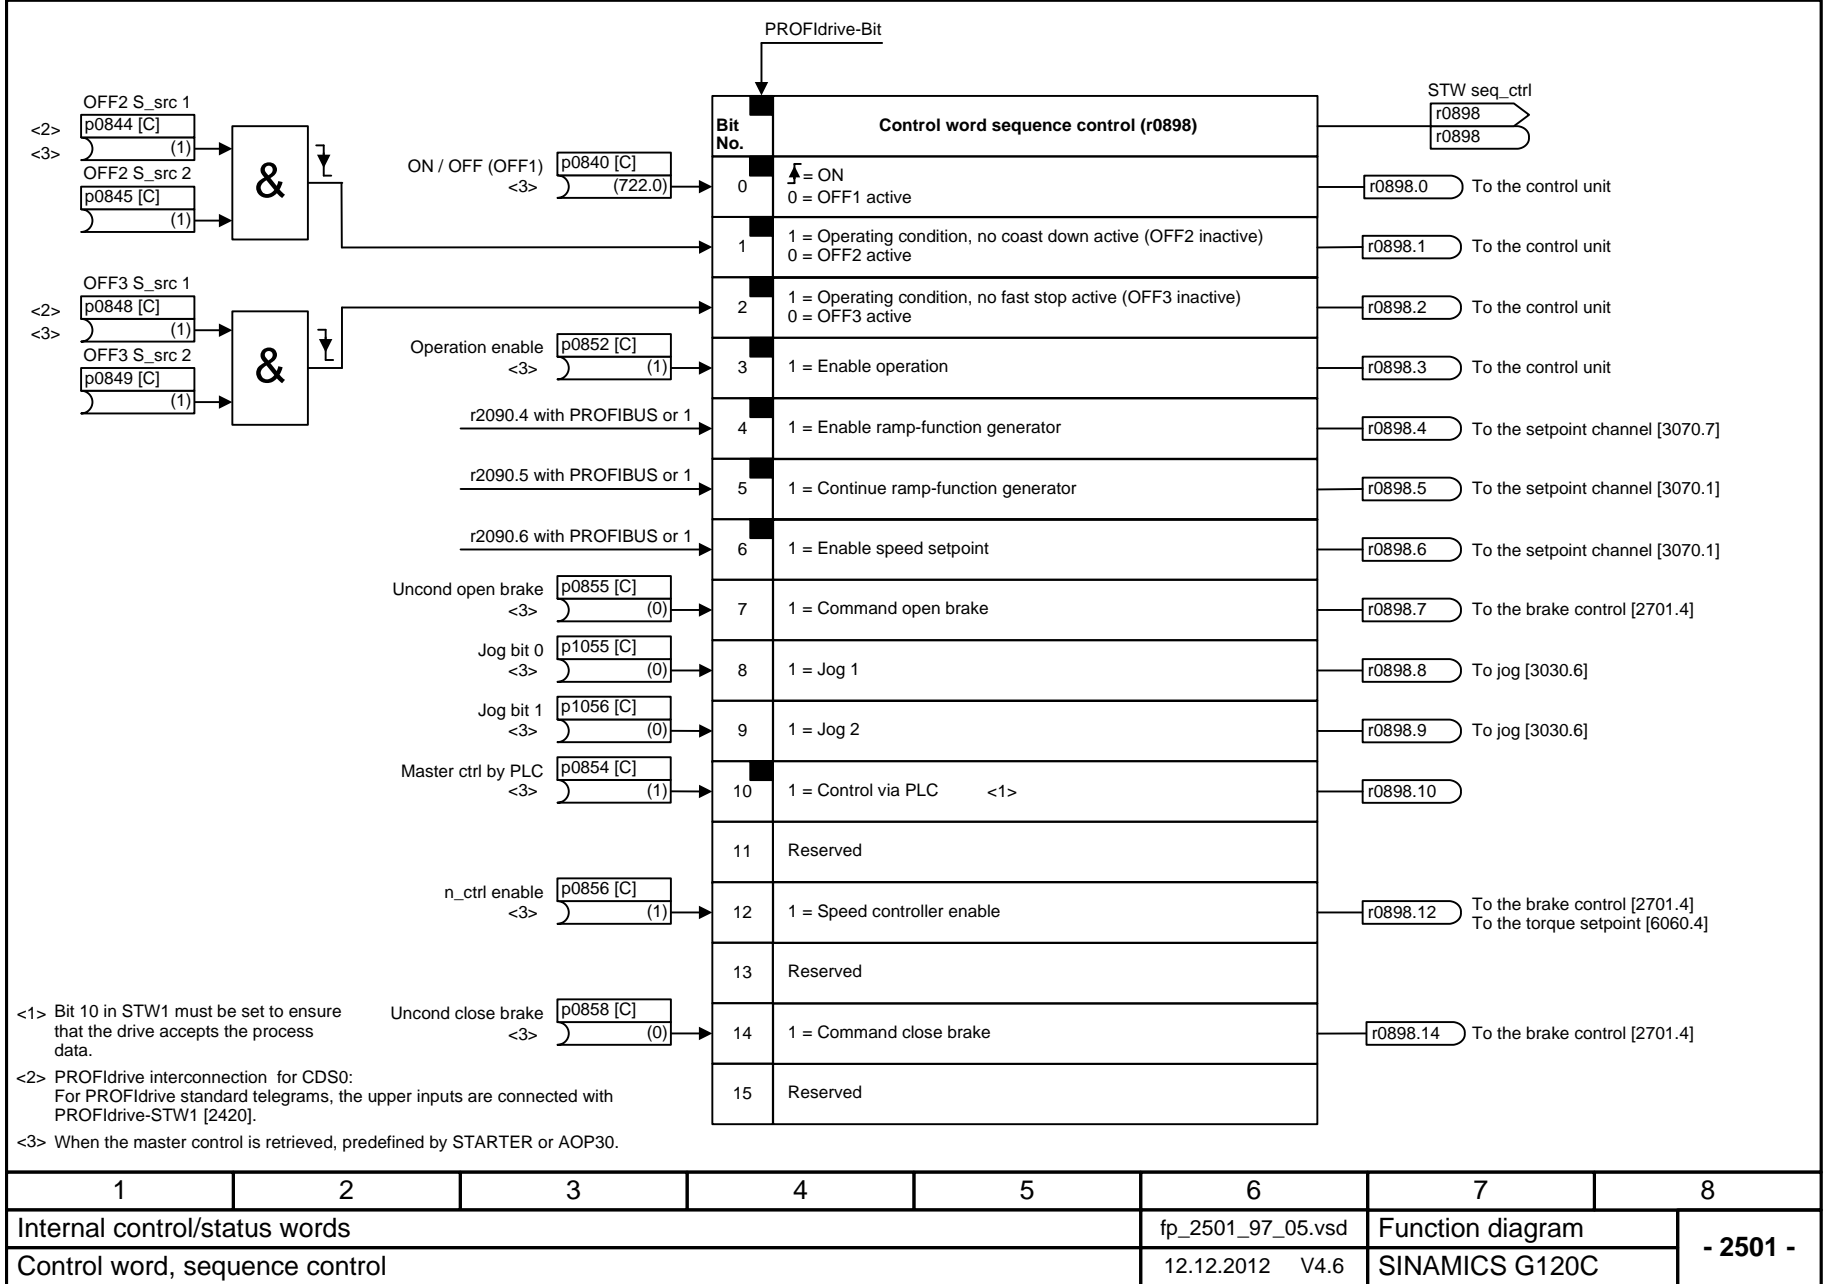 PROFIdrive-Bit
OFF2 S_src 1
<2> p0844 [C]
<3> (1)
OFF2 S_src 2
p0845 [C]
(1)
&
OFF3 S_src 1
<2> p0848 [C]
<3> (1)
OFF3 S_src 2
p0849 [C]
(1)
&
STW seq_ctrl
r0898
r0898
Bit No. Control word sequence control (r0898)
ON / OFF (OFF1) p0840 [C]
<3> (722.0)
0 = ON
0 = OFF1 active
r0898.0 To the control unit
1 1 = Operating condition, no coast down active (OFF2 inactive)
0 = OFF2 active
r0898.1 To the control unit
2 1 = Operating condition, no fast stop active (OFF3 inactive)
0 = OFF3 active
r0898.2 To the control unit
Operation enable p0852 [C]
<3> (1)
3 1 = Enable operation
r0898.3 To the control unit
r2090.4 with PROFIBUS or 1
4 1 = Enable ramp-function generator
r0898.4 To the setpoint channel [3070.7]
r2090.5 with PROFIBUS or 1
5 1 = Continue ramp-function generator
r0898.5 To the setpoint channel [3070.1]
r2090.6 with PROFIBUS or 1
6 1 = Enable speed setpoint
r0898.6 To the setpoint channel [3070.1]
Uncond open brake p0855 [C]
<3> (0)
7 1 = Command open brake
r0898.7 To the brake control [2701.4]
Jog bit 0 p1055 [C]
<3> (0)
8 1 = Jog 1
r0898.8 To jog [3030.6]
Jog bit 1 p1056 [C]
<3> (0)
9 1 = Jog 2
r0898.9 To jog [3030.6]
Master ctrl by PLC p0854 [C]
<3> (1)
10 1 = Control via PLC <1>
r0898.10
11 Reserved
n_ctrl enable p0856 [C]
<3> (1)
12 1 = Speed controller enable
r0898.12 To the brake control [2701.4]
To the torque setpoint [6060.4]
13 Reserved
Uncond close brake p0858 [C]
<3> (0)
14 1 = Command close brake
r0898.14 To the brake control [2701.4]
15 Reserved
<1> Bit 10 in STW1 must be set to ensure
that the drive accepts the process
data.
<2> PROFIdrive interconnection for CDS0:
For PROFIdrive standard telegrams, the upper inputs are connected with
PROFIdrive-STW1 [2420].
<3> When the master control is retrieved, predefined by STARTER or AOP30.
1 2 3 4 5 6 7 8
Internal control/status words fp_2501_97_05.vsd Function diagram
- 2501 -
Control word, sequence control 12.12.2012 V4.6 SINAMICS G120C